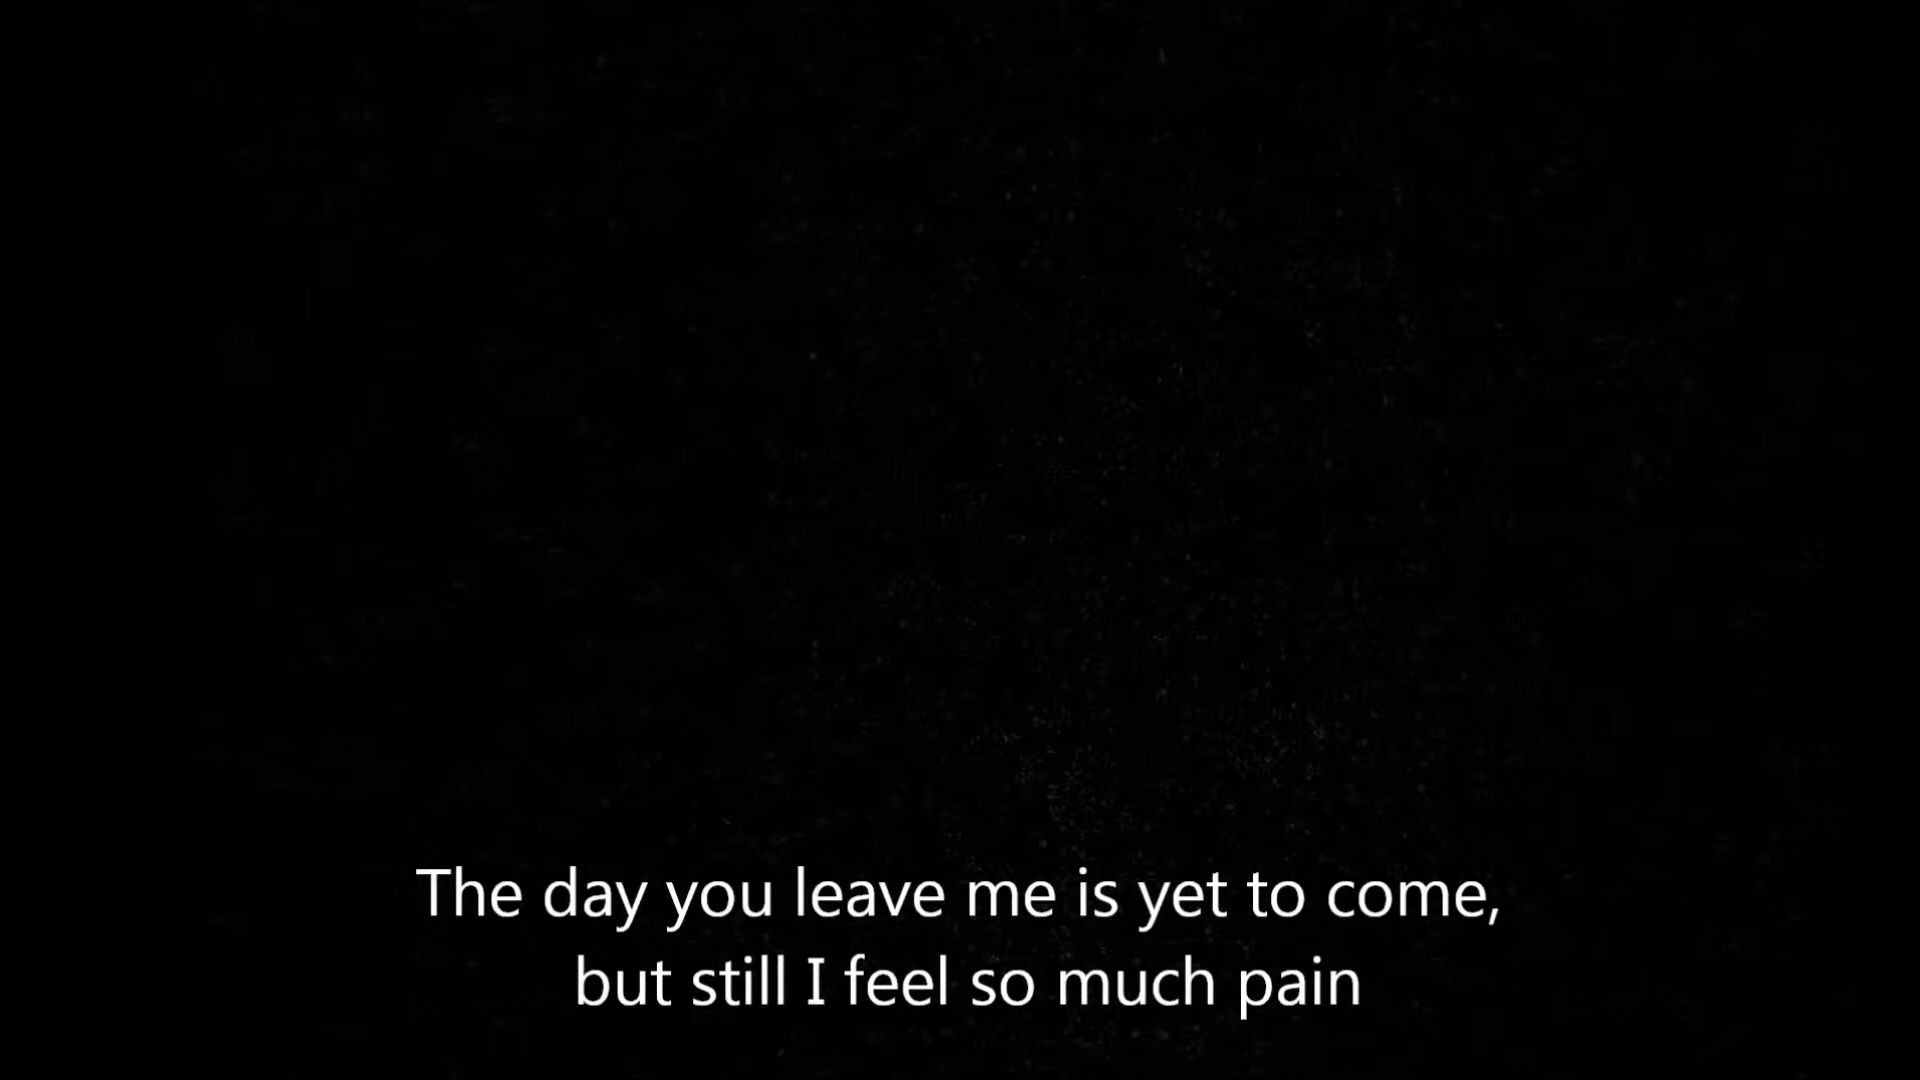 The day you leave me is yet to come,
but still I feel so much pain